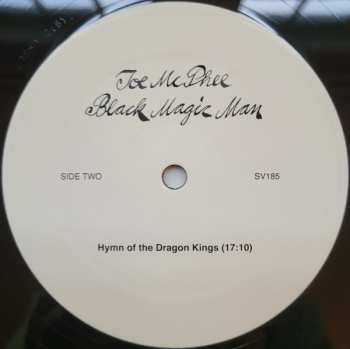 Joe McPhee
Black Magic Man
SIDE TWO
SV185
Hymn of the Dragon Kings (17:10)